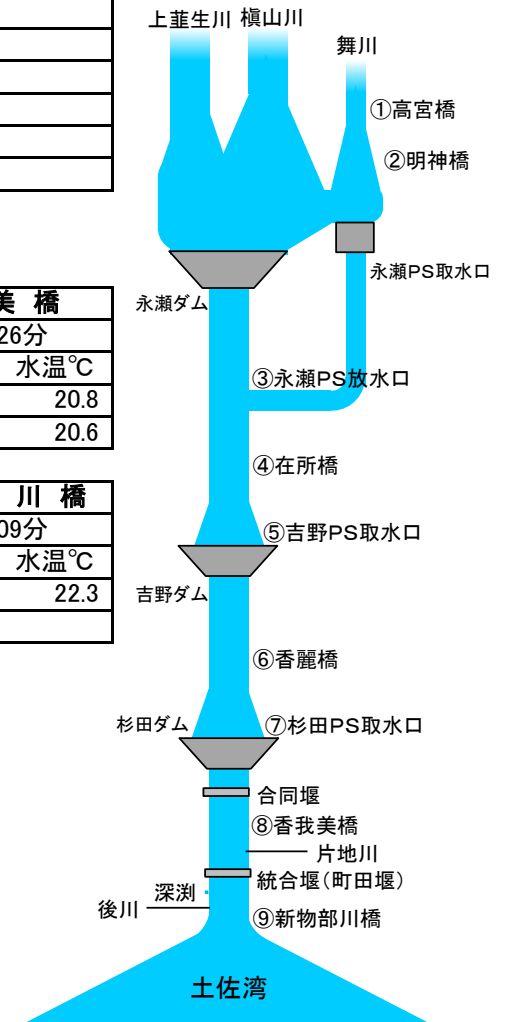 上韮生川 槇山川
舞川
①高宮橋
②明神橋
永瀬PS取水口
永瀬ダム
③永瀬PS放水口
④在所橋
⑤吉野PS取水口
吉野ダム
⑥香麗橋
杉田ダム
⑦杉田PS取水口
合同堰
⑧香我美橋
片地川
統合堰(町田堰)
深渕
後川
⑨新物部川橋
土佐湾
美 橋
26分
水温℃
20.8
20.6
川 橋
09分
水温℃
22.3